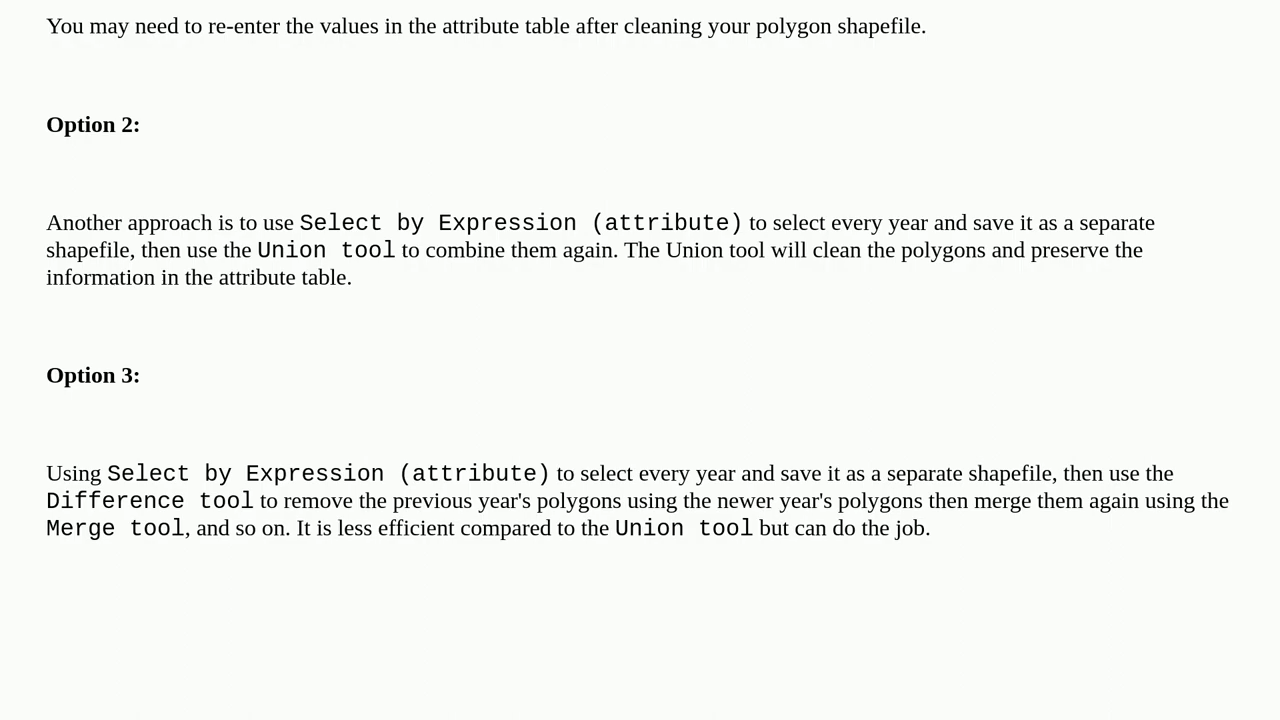 You may need to re-enter the values in the attribute table after cleaning your polygon shapefile.
Option 2:
Another approach is to use Select by Expression (attribute) to select every year and save it as a separate
shapefile, then use the Union tool to combine them again. The Union tool will clean the polygons and preserve the
information in the attribute table.
Option 3:
Using Select by Expression (attribute) to select every year and save it as a separate shapefile, then use the
Difference tool to remove the previous year's polygons using the newer year's polygons then merge them again using the
Merge tool, and so on. It is less efficient compared to the Union tool but can do the job.